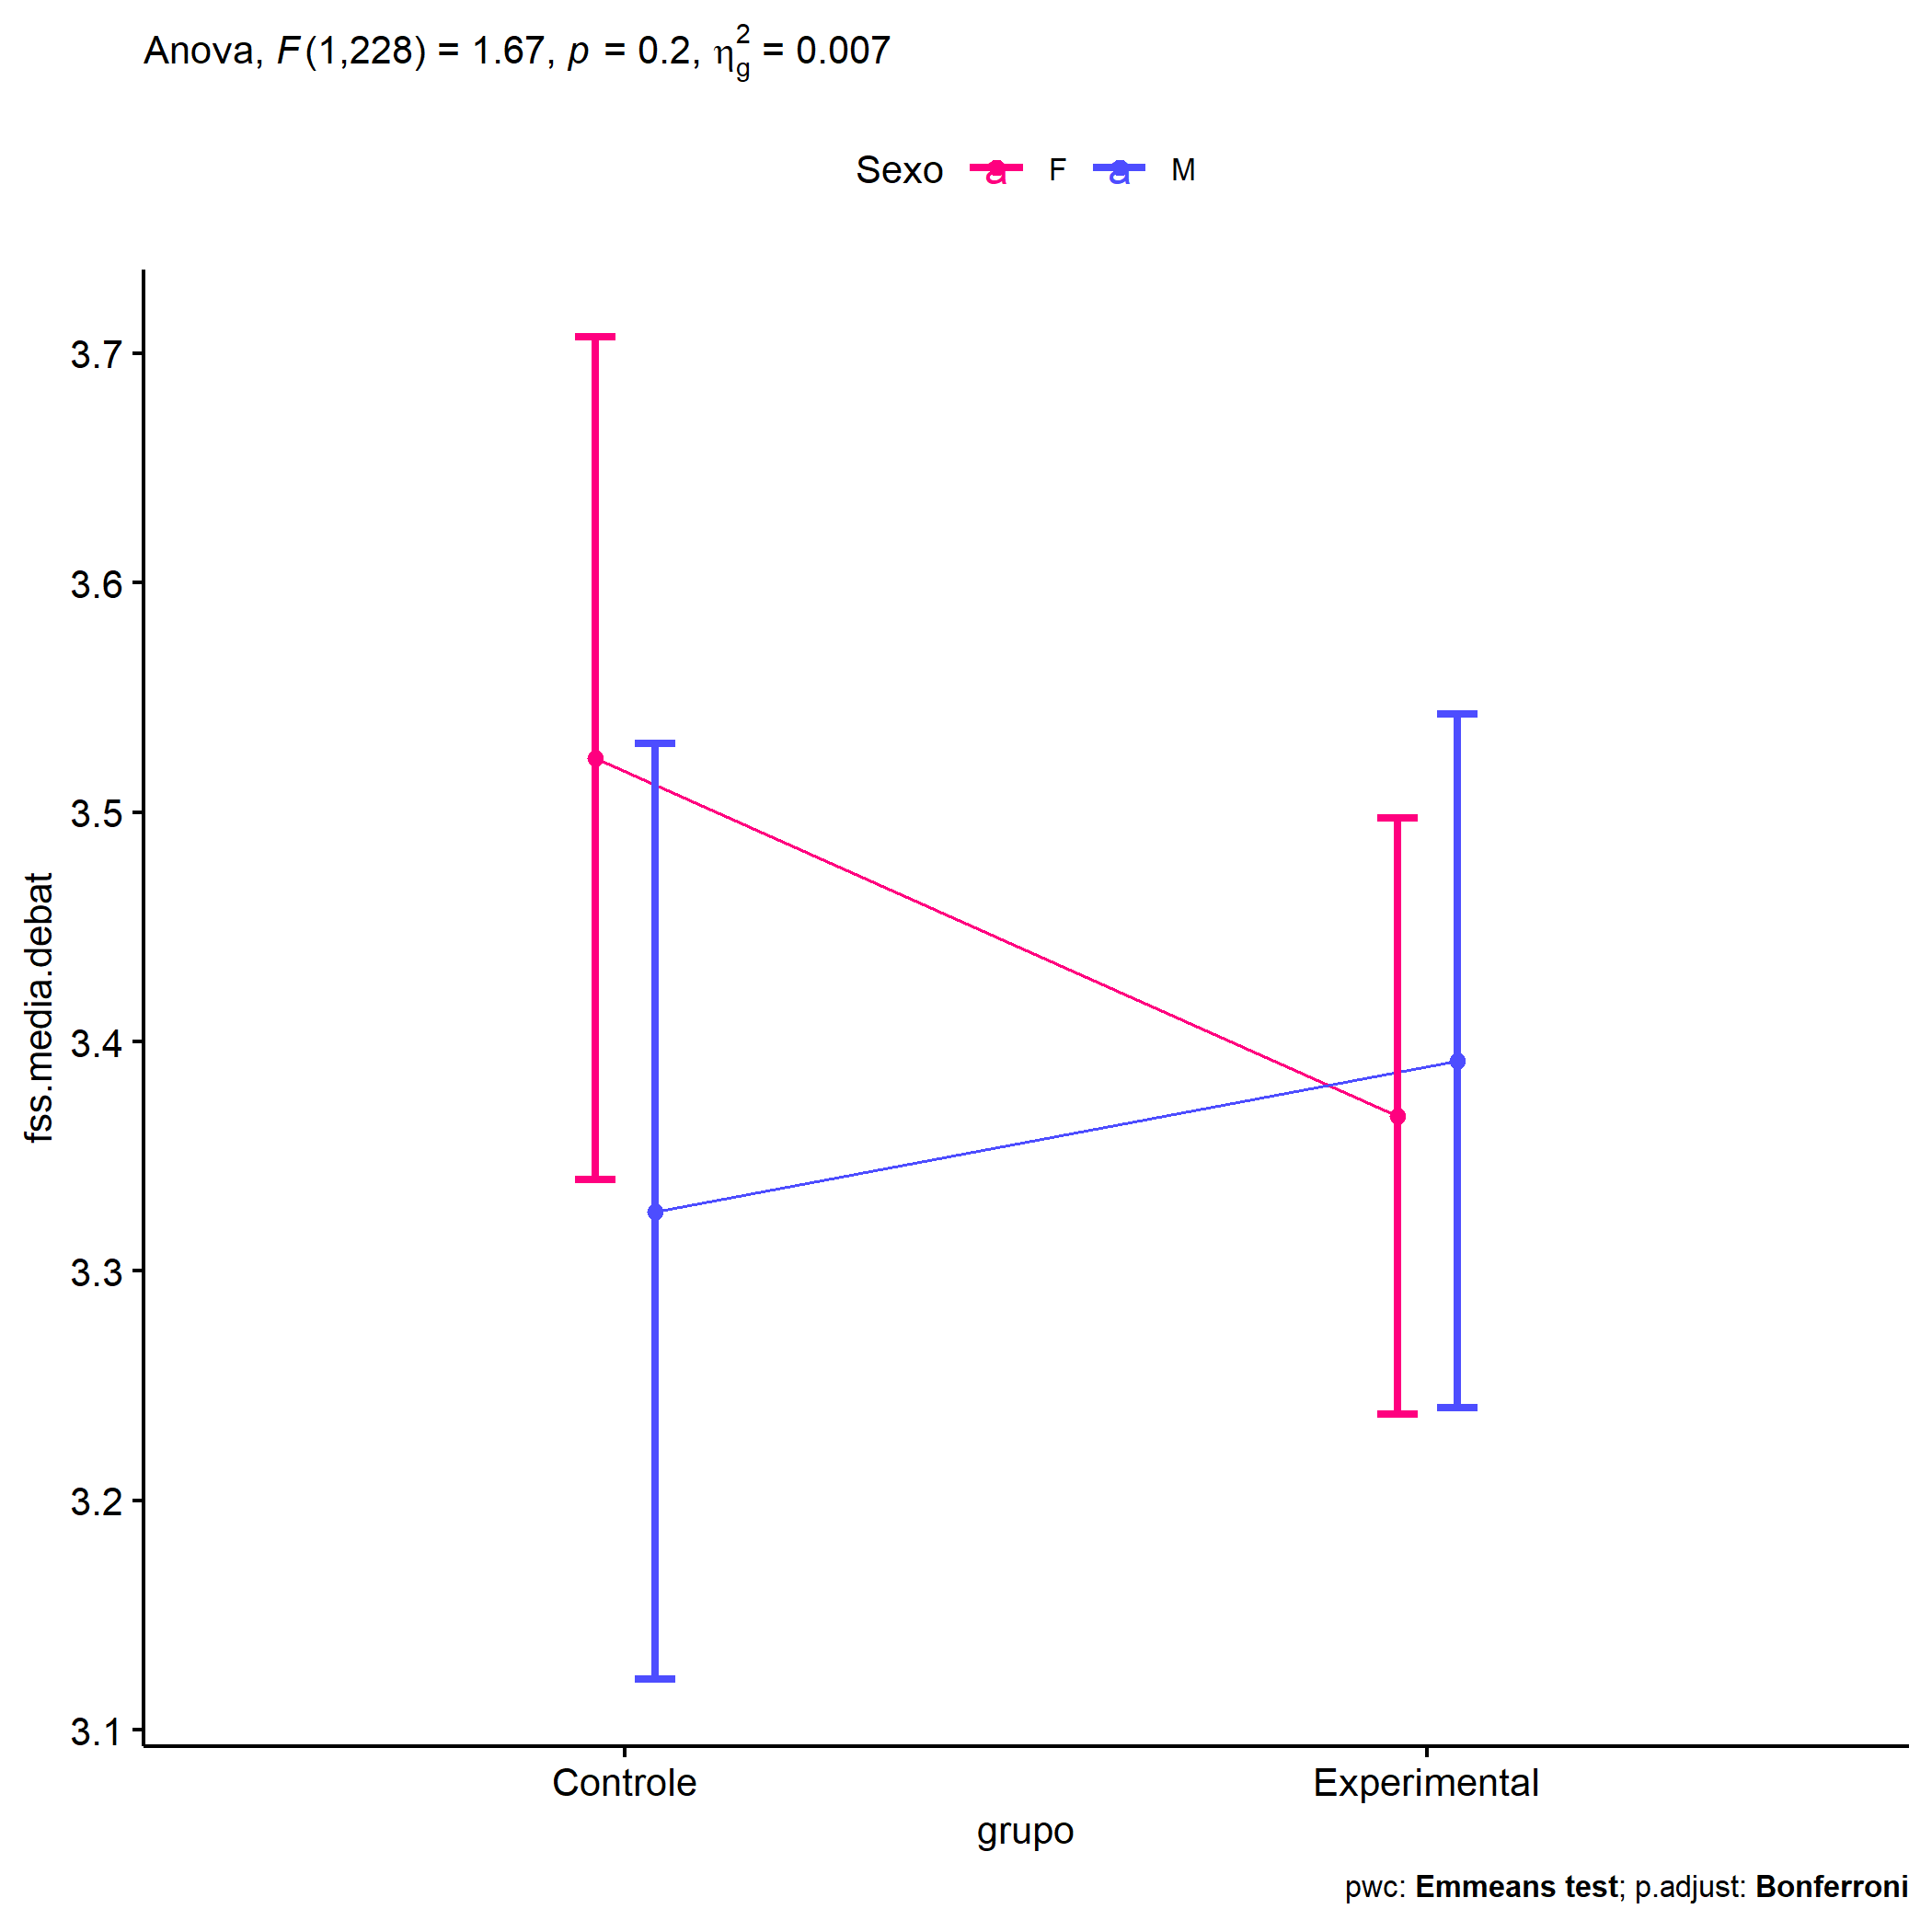 Anova, F(1,228) = 1.67, p = 0.2, η²g = 0.007
Sexo a F a M
fss.media.debat
3.7
3.6
3.5
3.4
3.3
3.2
3.1
Controle Experimental
grupo
pwc: Emmeans test; p.adjust: Bonferroni